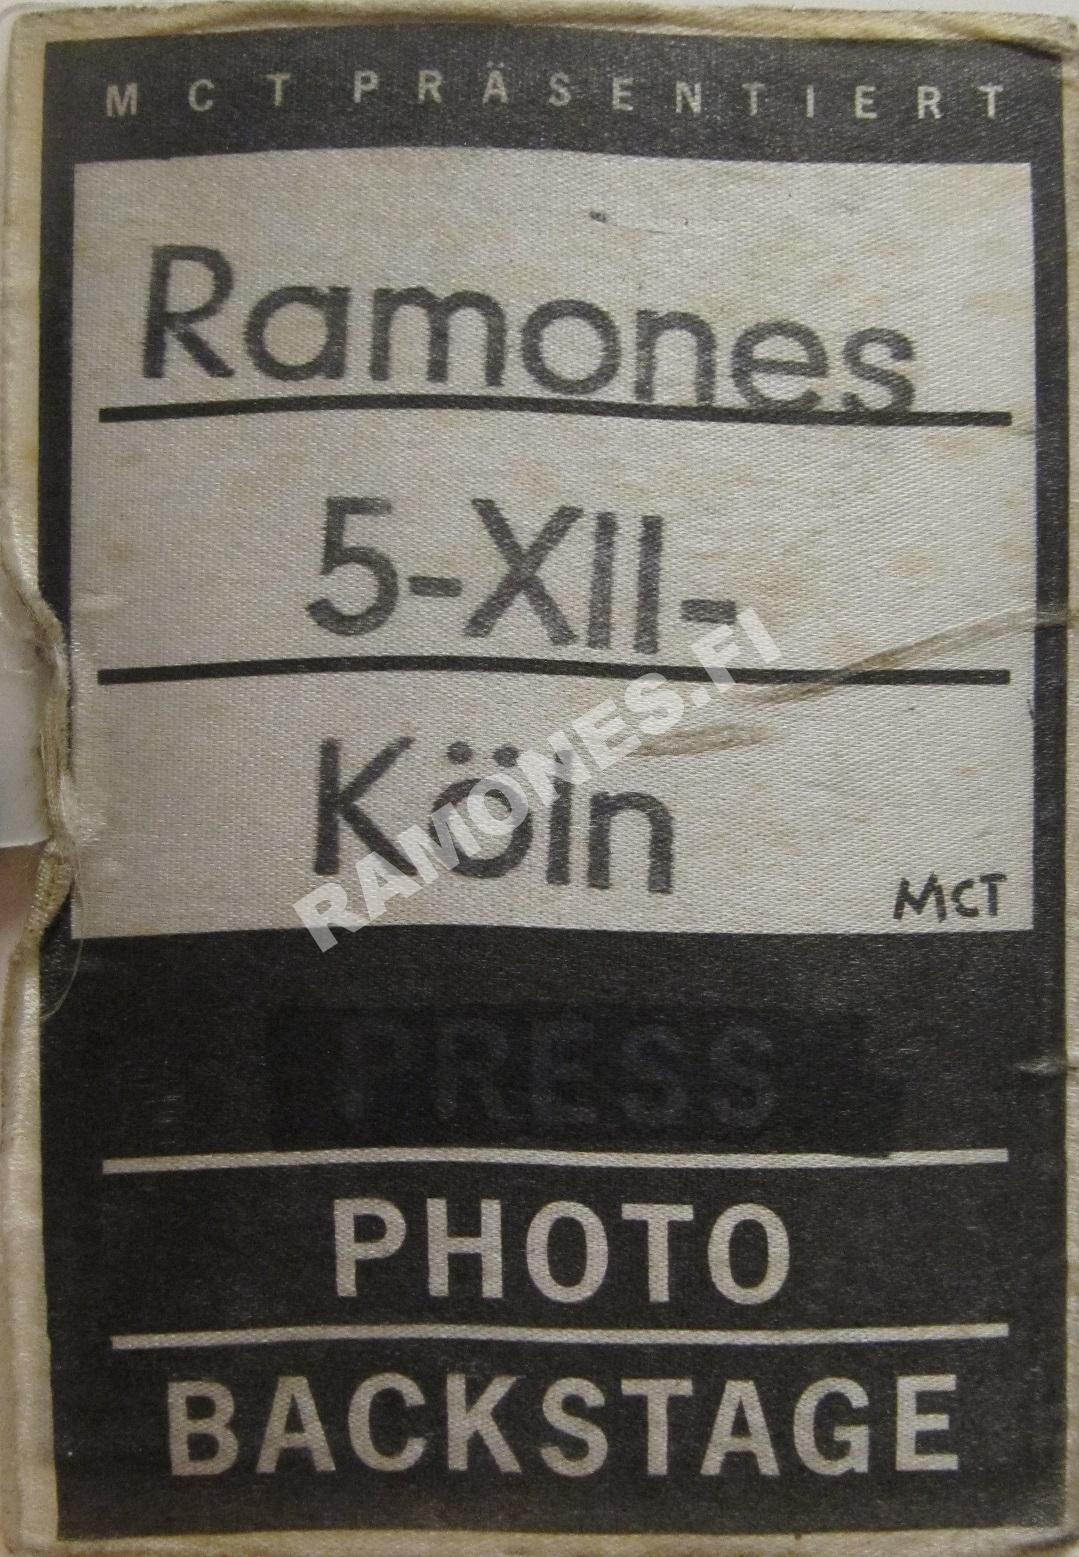 MCT PRÄSENTIERT
Ramones
5-XII-
Köln
MCT
RAMONES.FI
PRESS
PHOTO
BACKSTAGE